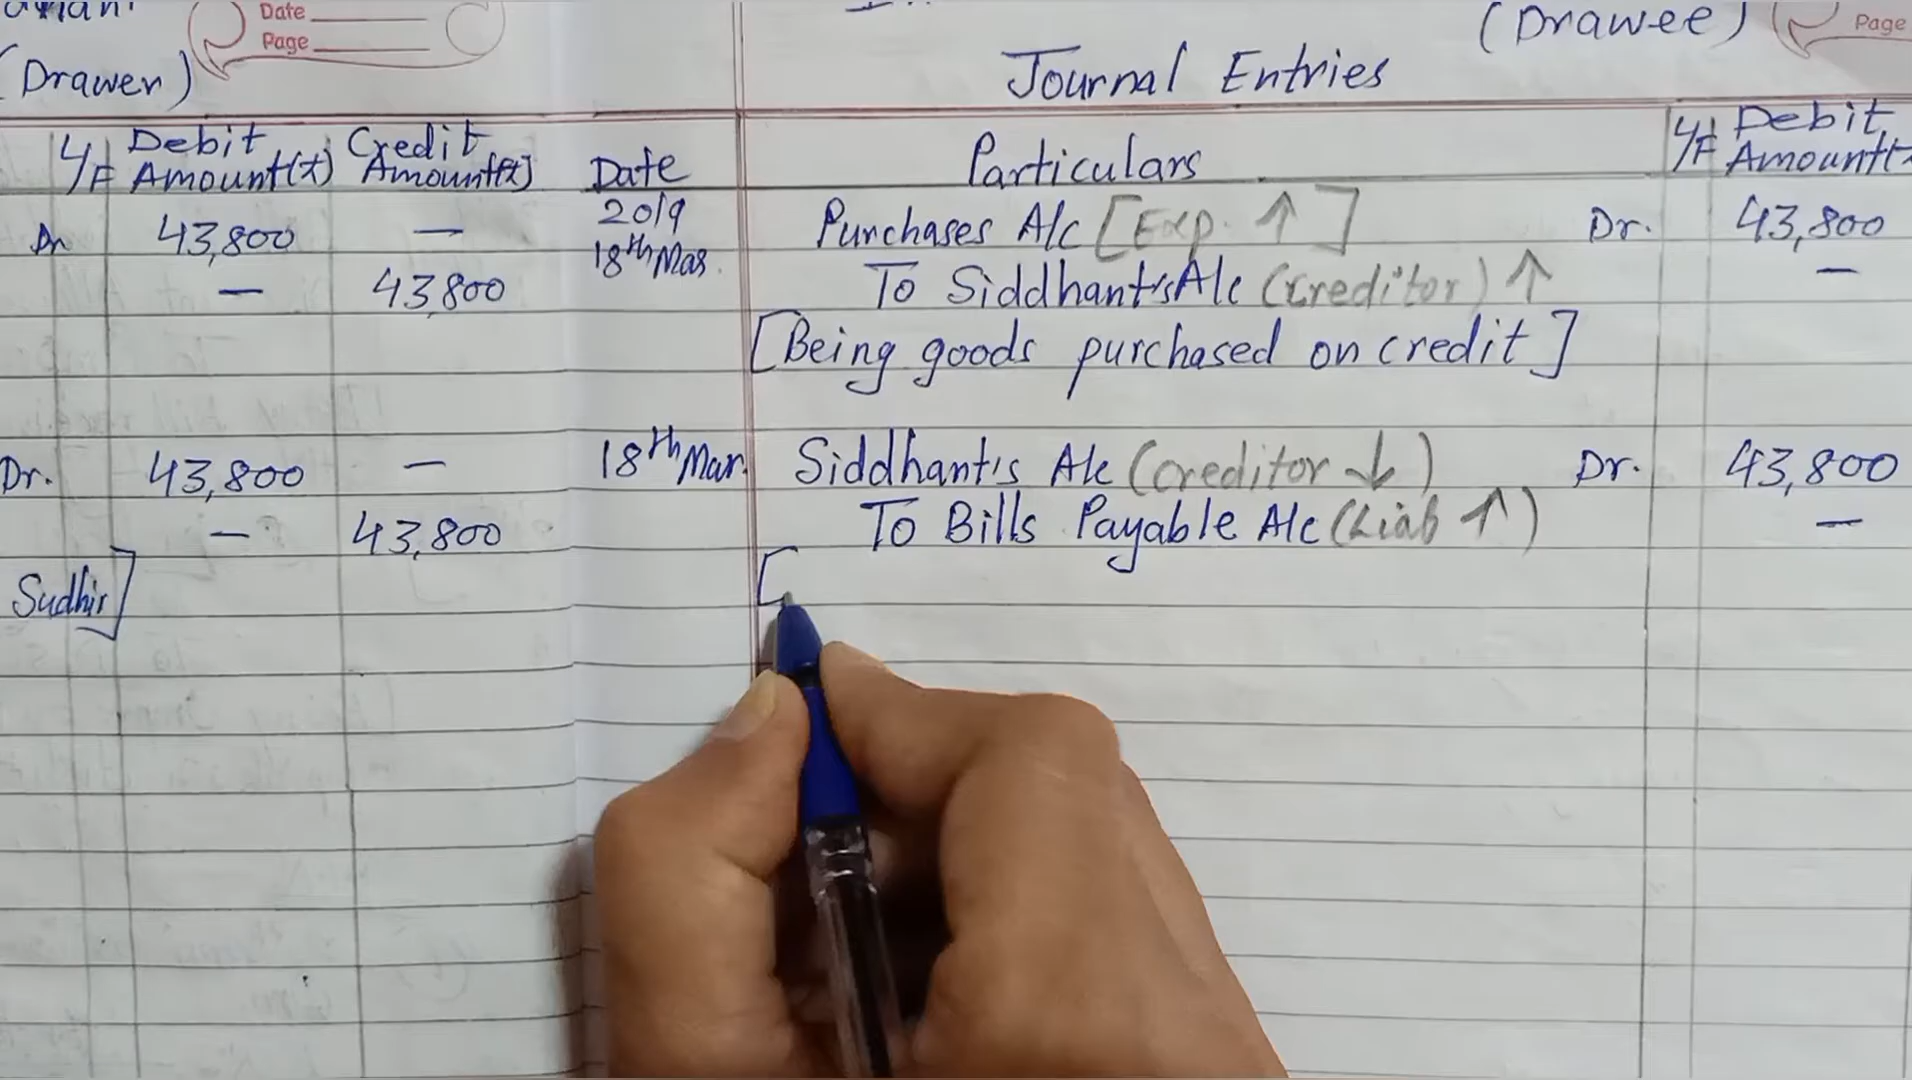 Date
Page
(Drawer)
L/F Debit Amount(₹) Credit Amount(₹)
Dr 43,800 —
— 43,800
Dr. 43,800 —
— 43,800
Sudhir]
(Drawee)
Page
Journal Entries
Date Particulars L/F Debit Amount(₹
2019
18th Mar. Purchases A/c [Exp. ↑] Dr. 43,800
To Siddhant's A/c (Creditor) ↑ —
[Being goods purchased on credit]
18th Mar. Siddhant's A/c (Creditor ↓) Dr. 43,800
To Bills Payable A/c (Liab ↑) —
[